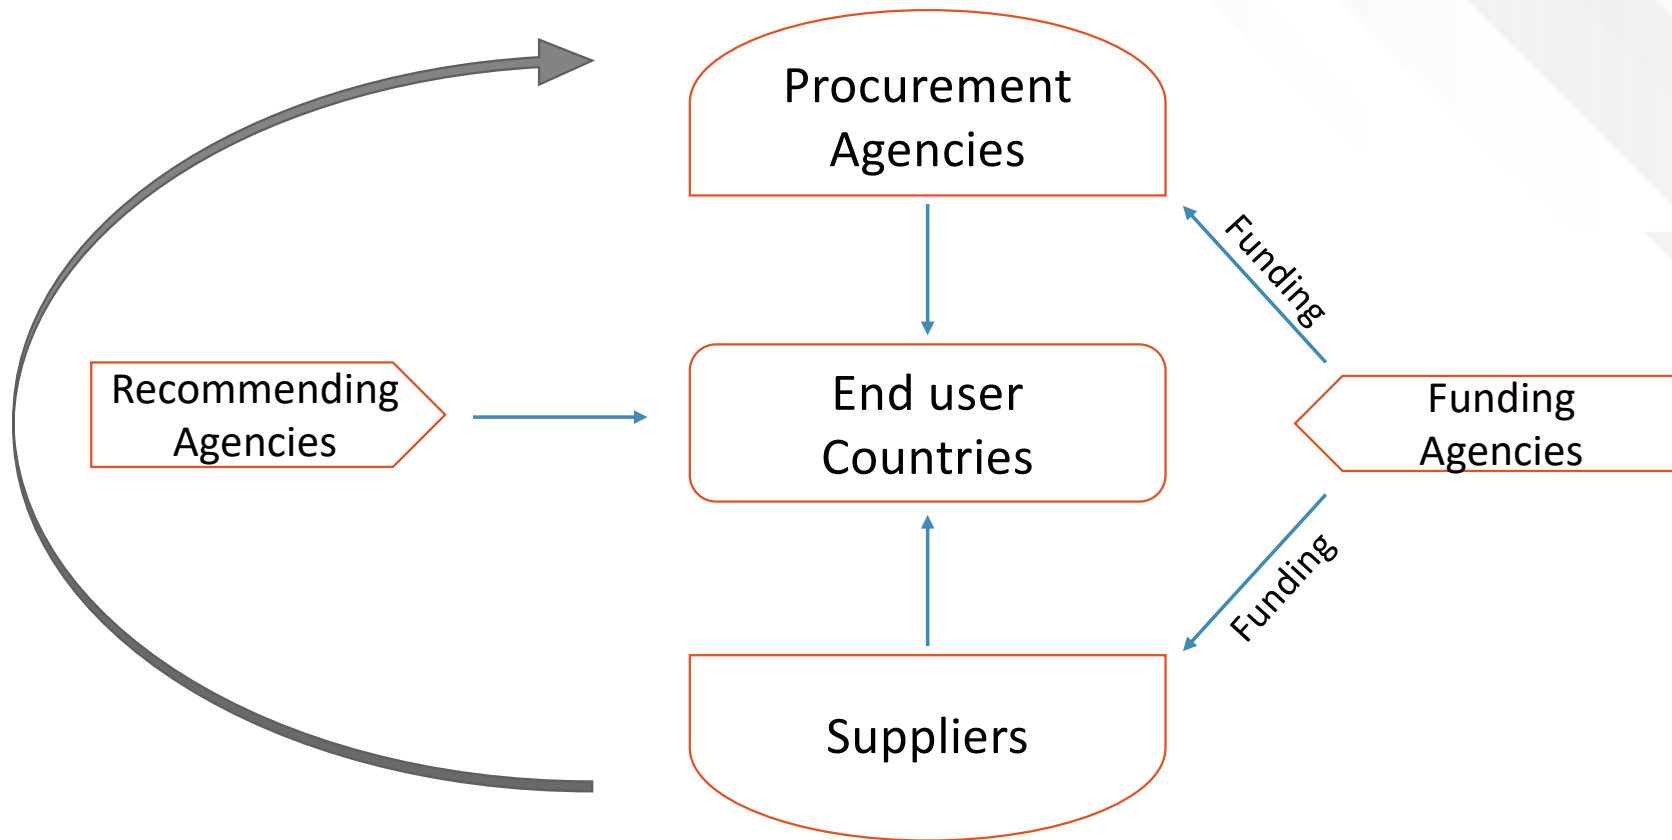 Procurement
Agencies
Funding
Recommending
Agencies
End user
Countries
Funding
Agencies
Funding
Suppliers